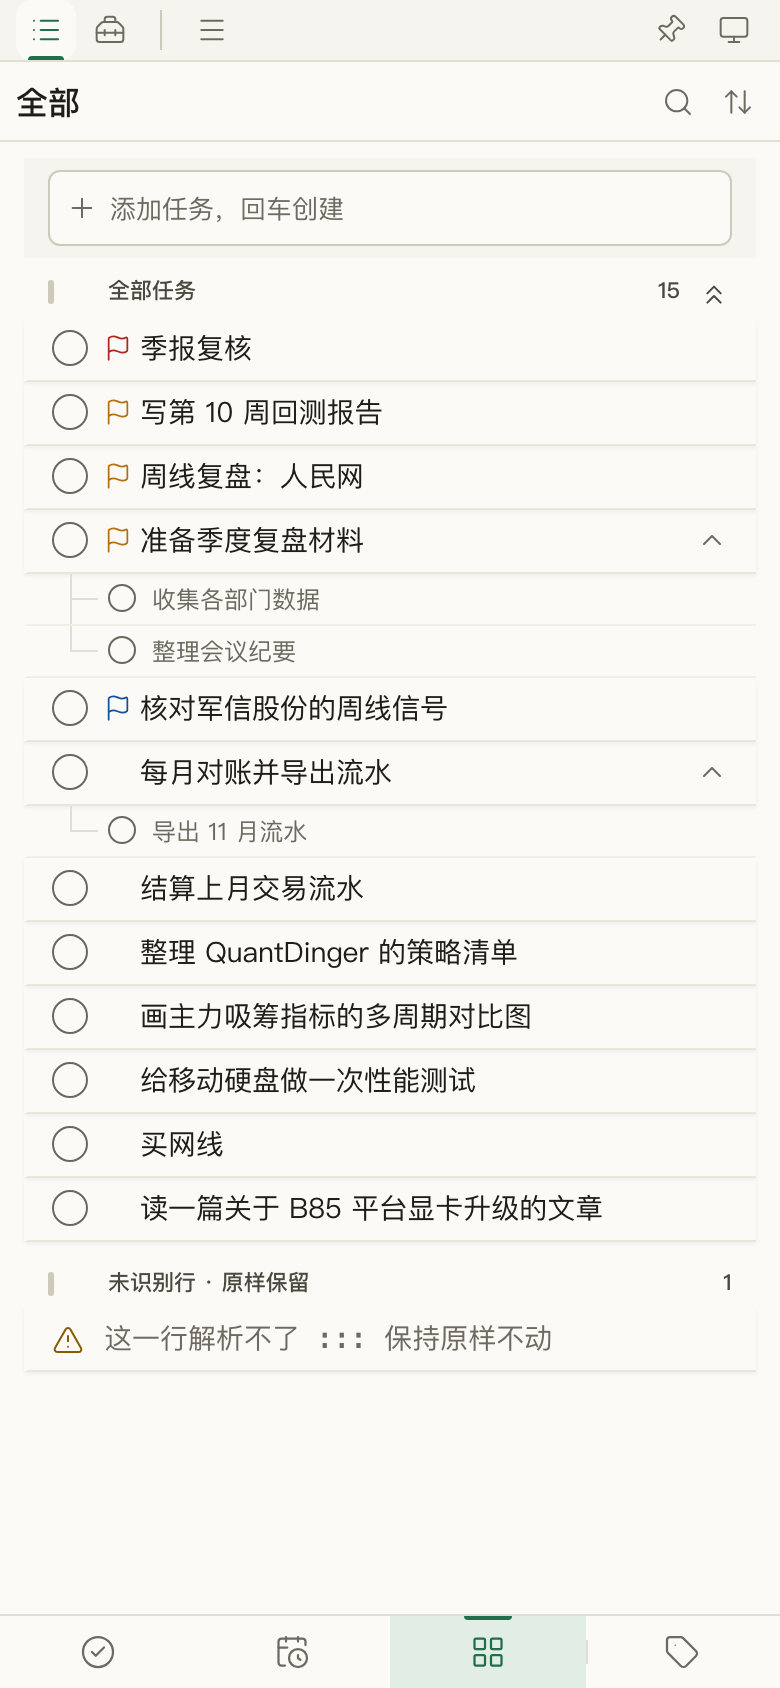 全部
添加任务，回车创建
全部任务 15
季报复核
写第 10 周回测报告
周线复盘：人民网
准备季度复盘材料
收集各部门数据
整理会议纪要
核对军信股份的周线信号
每月对账并导出流水
导出 11 月流水
结算上月交易流水
整理 QuantDinger 的策略清单
画主力吸筹指标的多周期对比图
给移动硬盘做一次性能测试
买网线
读一篇关于 B85 平台显卡升级的文章
未识别行 · 原样保留 1
这一行解析不了 ::: 保持原样不动